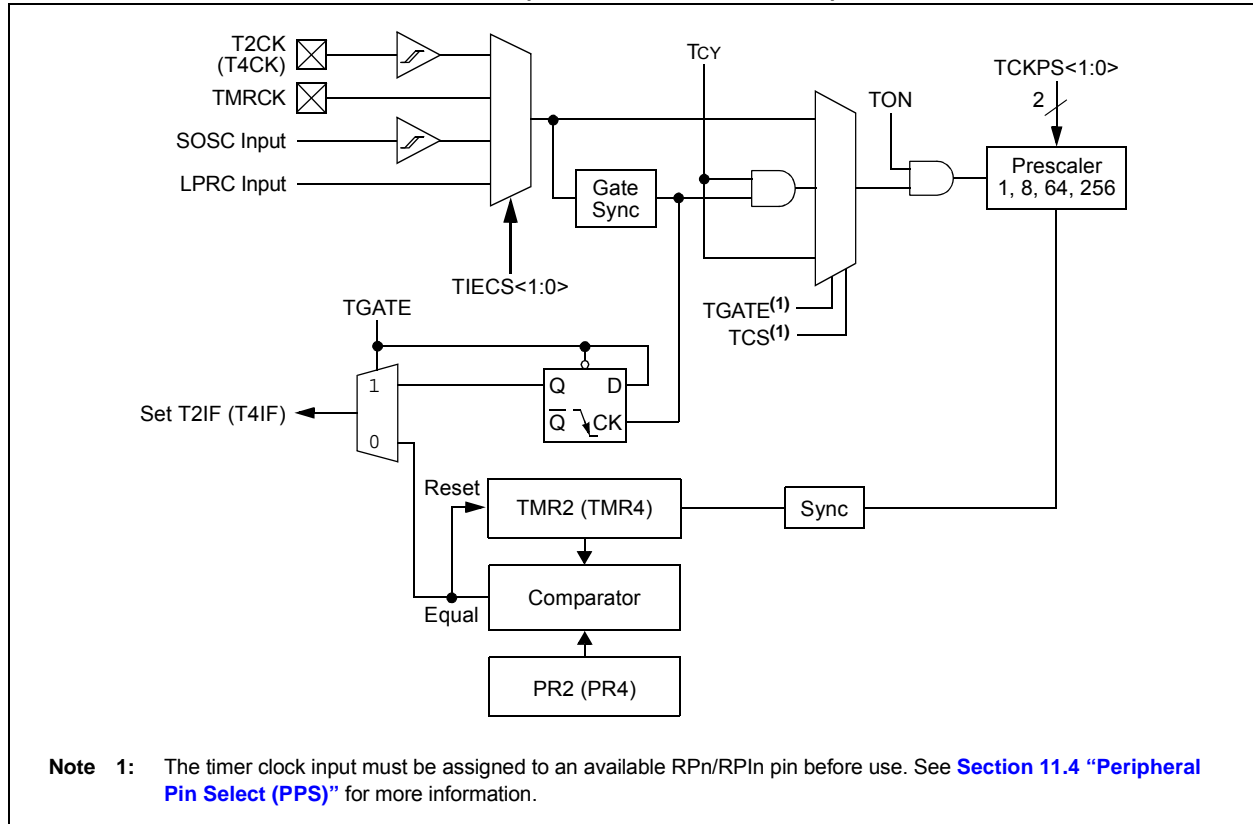 T2CK
(T4CK)
TMRCK
SOSC Input
LPRC Input
TIECS<1:0>
Gate
Sync
TCY
TGATE(1)
TCS(1)
TON
TCKPS<1:0>
2
Prescaler
1, 8, 64, 256
TGATE
1
0
Set T2IF (T4IF)
Q D
Q CK
Reset
TMR2 (TMR4)
Sync
Equal
Comparator
PR2 (PR4)
Note 1: The timer clock input must be assigned to an available RPn/RPIn pin before use. See Section 11.4 “Peripheral
Pin Select (PPS)” for more information.